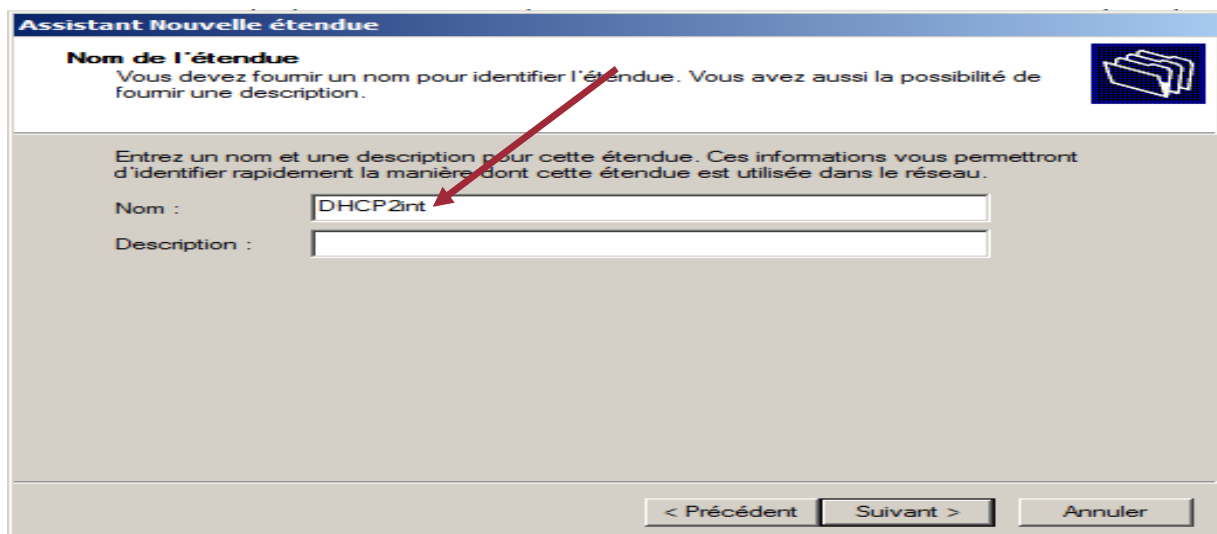 Assistant Nouvelle étendue
Nom de l'étendue
Vous devez fournir un nom pour identifier l'étendue. Vous avez aussi la possibilité de
fournir une description.
Entrez un nom et une description pour cette étendue. Ces informations vous permettront
d'identifier rapidement la manière dont cette étendue est utilisée dans le réseau.
Nom : DHCP2int
Description :
< Précédent Suivant > Annuler